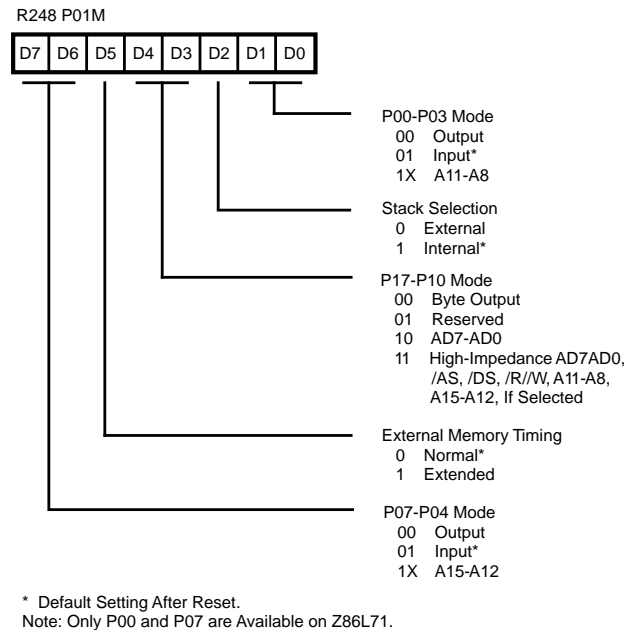 R248 P01M
D7 D6 D5 D4 D3 D2 D1 D0
P00-P03 Mode
00 Output
01 Input*
1X A11-A8
Stack Selection
0 External
1 Internal*
P17-P10 Mode
00 Byte Output
01 Reserved
10 AD7-AD0
11 High-Impedance AD7AD0,
/AS, /DS, /R//W, A11-A8,
A15-A12, If Selected
External Memory Timing
0 Normal*
1 Extended
P07-P04 Mode
00 Output
01 Input*
1X A15-A12
* Default Setting After Reset.
Note: Only P00 and P07 are Available on Z86L71.